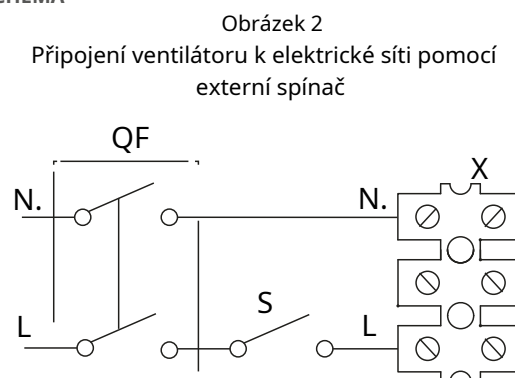 Obrázek 2
Připojení ventilátoru k elektrické síti pomocí
externí spínač
QF
X
N.
N.
S
L
L